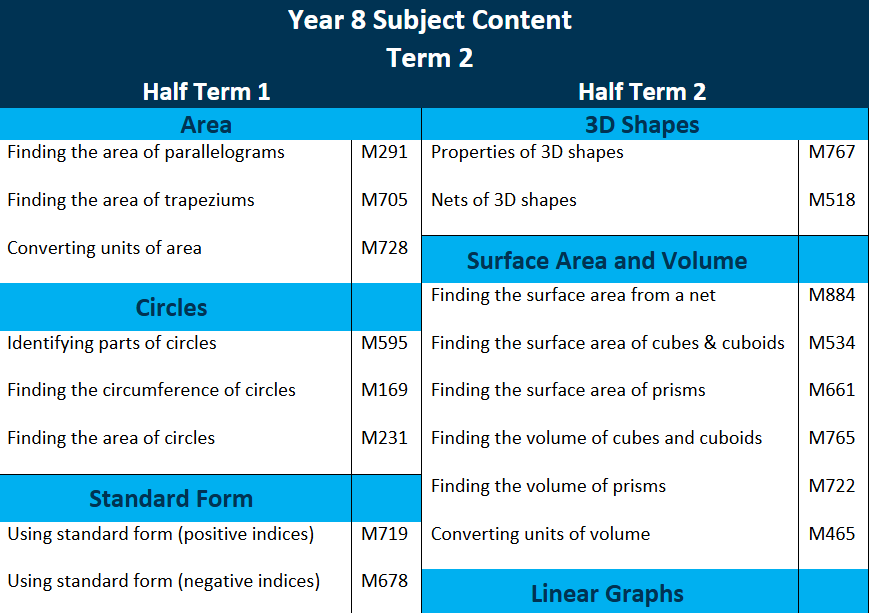 Year 8 Subject Content
Term 2
Half Term 1
Area
Finding the area of parallelograms M291
Finding the area of trapeziums M705
Converting units of area M728
Circles
Identifying parts of circles M595
Finding the circumference of circles M169
Finding the area of circles M231
Standard Form
Using standard form (positive indices) M719
Using standard form (negative indices) M678
Half Term 2
3D Shapes
Properties of 3D shapes M767
Nets of 3D shapes M518
Surface Area and Volume
Finding the surface area from a net M884
Finding the surface area of cubes & cuboids M534
Finding the surface area of prisms M661
Finding the volume of cubes and cuboids M765
Finding the volume of prisms M722
Converting units of volume M465
Linear Graphs